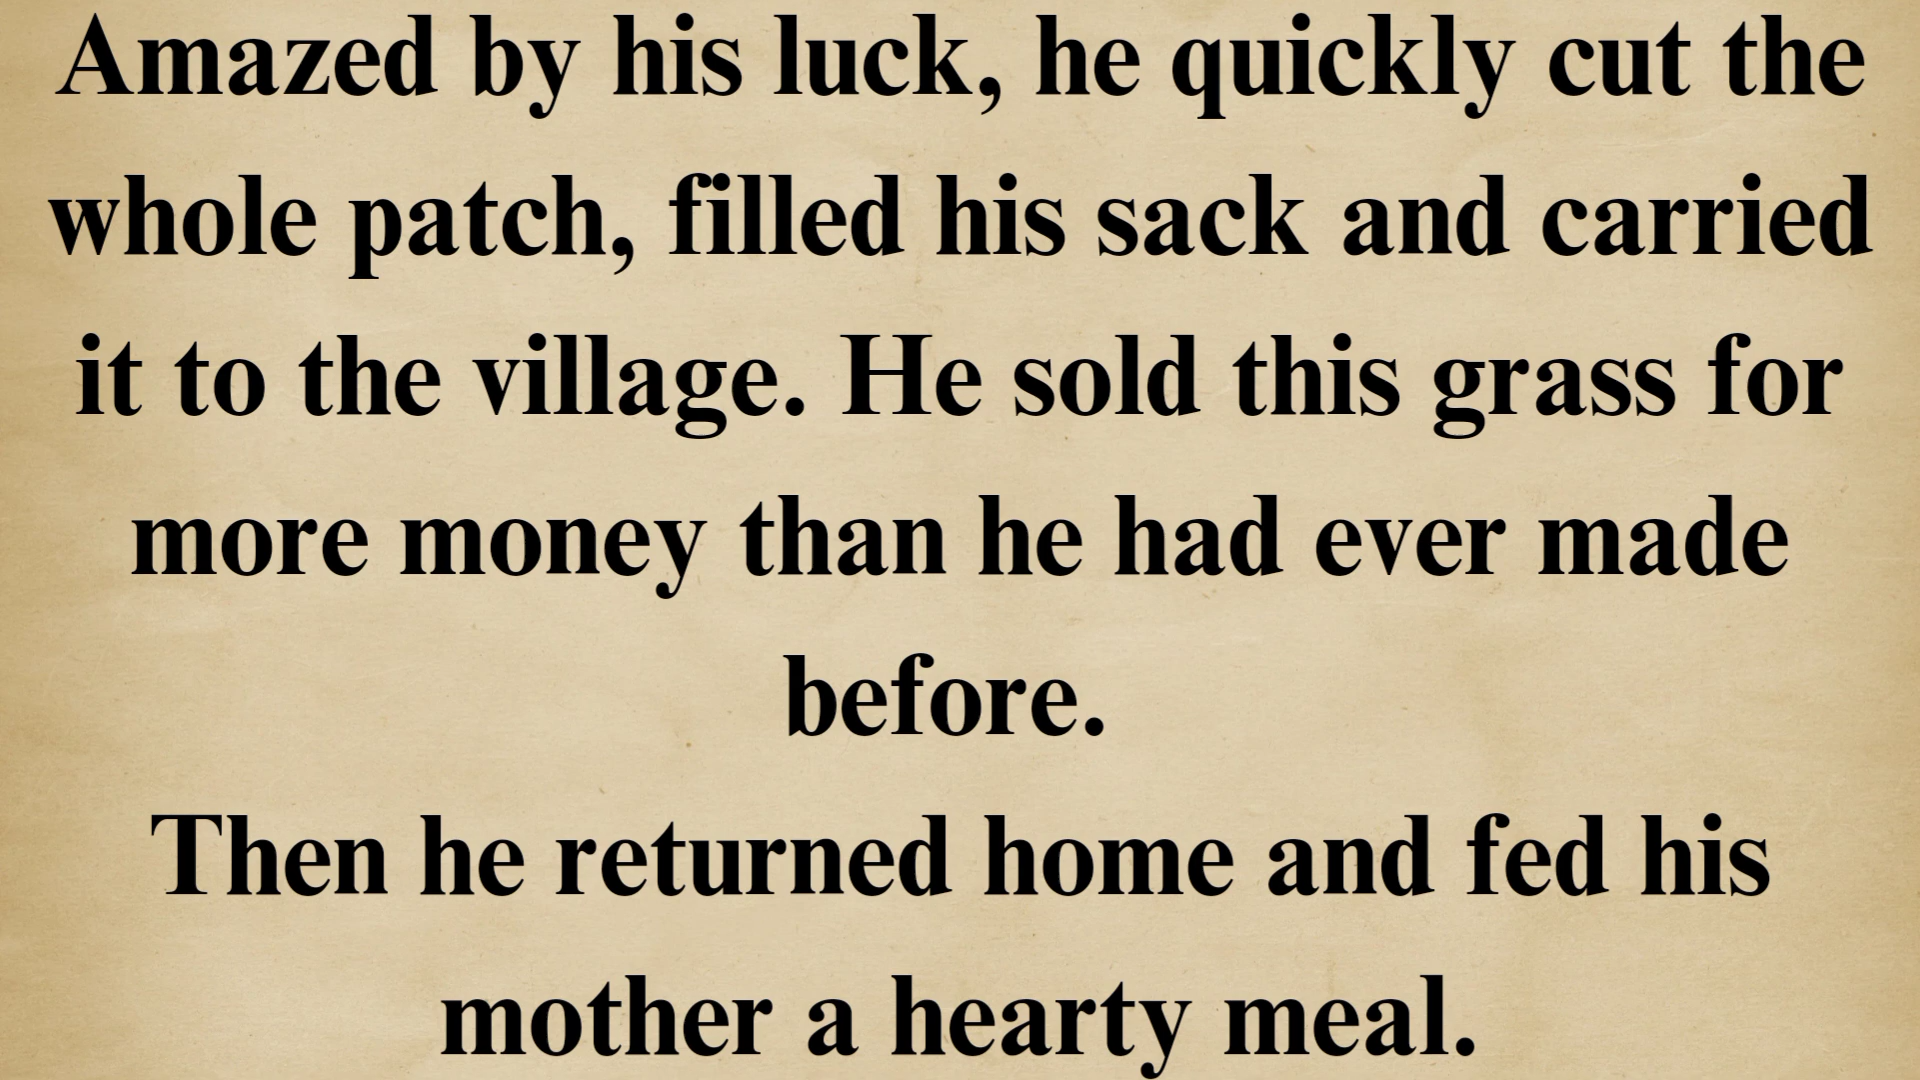 Amazed by his luck, he quickly cut the
whole patch, filled his sack and carried
it to the village. He sold this grass for
more money than he had ever made
before.
Then he returned home and fed his
mother a hearty meal.